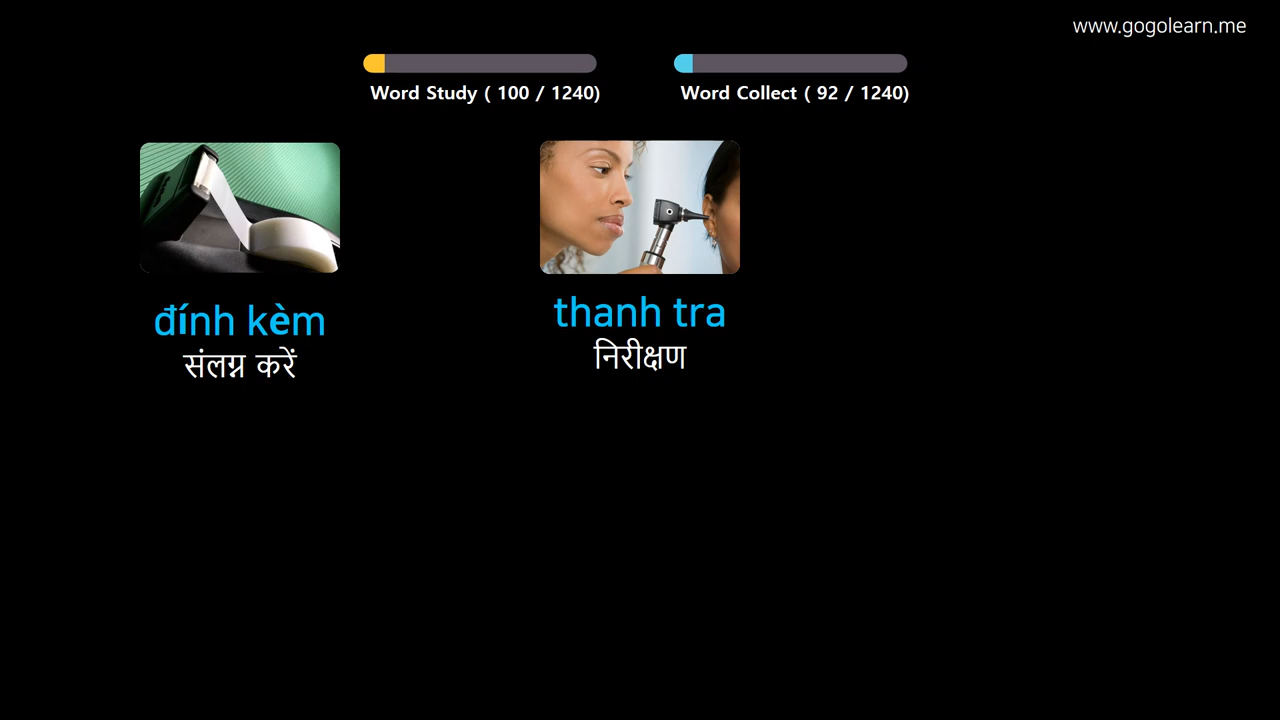 www.gogolearn.me
Word Study ( 100 / 1240)
Word Collect ( 92 / 1240)
đính kèm
संलग्न करें
thanh tra
निरीक्षण